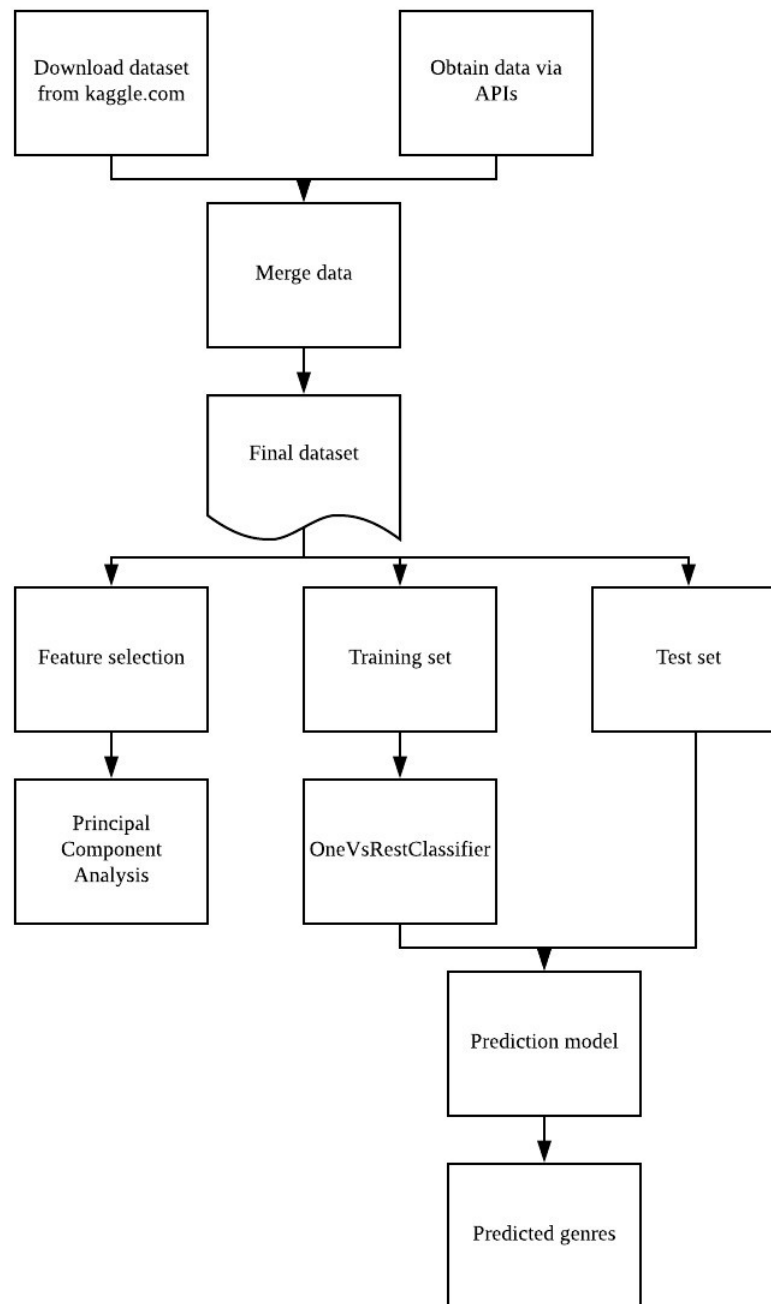 Download dataset
from kaggle.com
Obtain data via
APIs
Merge data
Final dataset
Feature selection
Training set
Test set
Principal
Component
Analysis
OneVsRestClassifier
Prediction model
Predicted genres